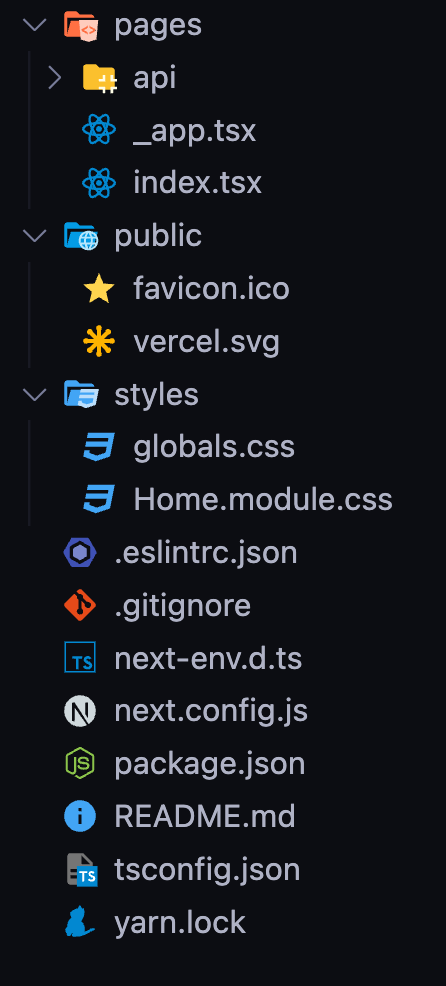 pages
api
_app.tsx
index.tsx
public
favicon.ico
vercel.svg
styles
globals.css
Home.module.css
.eslintrc.json
.gitignore
next-env.d.ts
next.config.js
package.json
README.md
tsconfig.json
yarn.lock